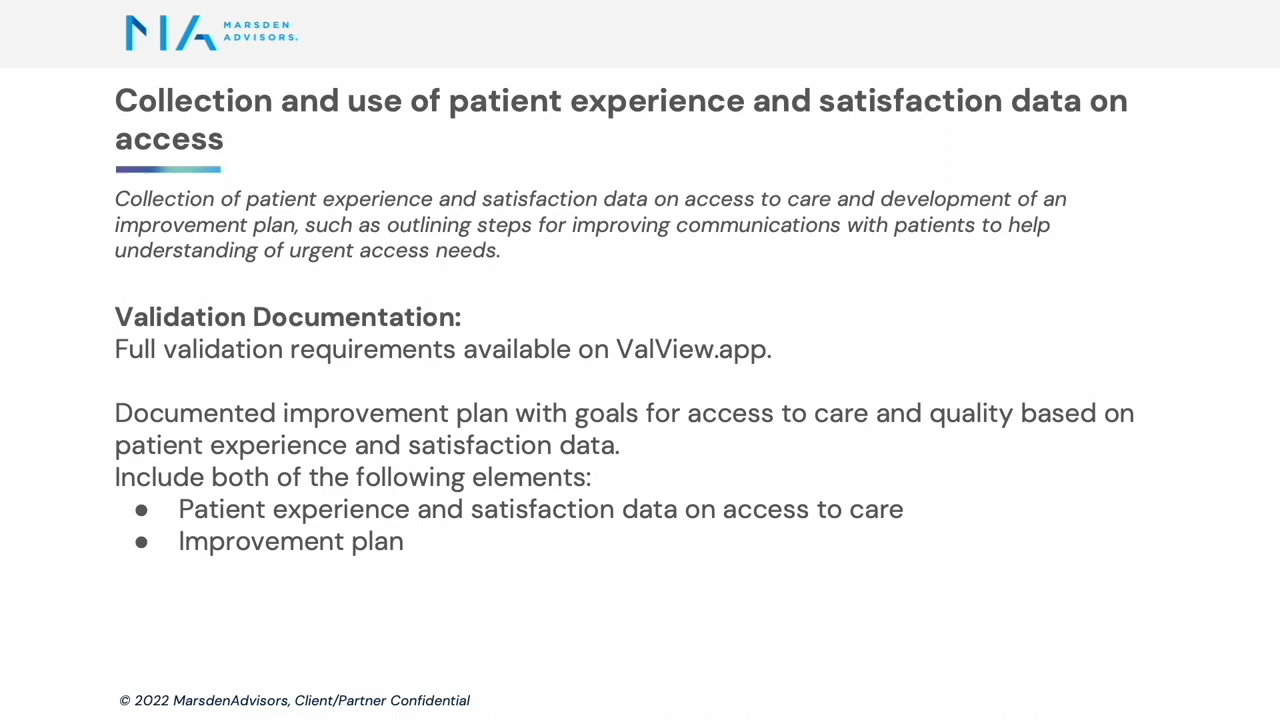 MARSDEN
ADVISORS.
Collection and use of patient experience and satisfaction data on
access
Collection of patient experience and satisfaction data on access to care and development of an
improvement plan, such as outlining steps for improving communications with patients to help
understanding of urgent access needs.
Validation Documentation:
Full validation requirements available on ValView.app.
Documented improvement plan with goals for access to care and quality based on
patient experience and satisfaction data.
Include both of the following elements:
● Patient experience and satisfaction data on access to care
● Improvement plan
© 2022 MarsdenAdvisors, Client/Partner Confidential